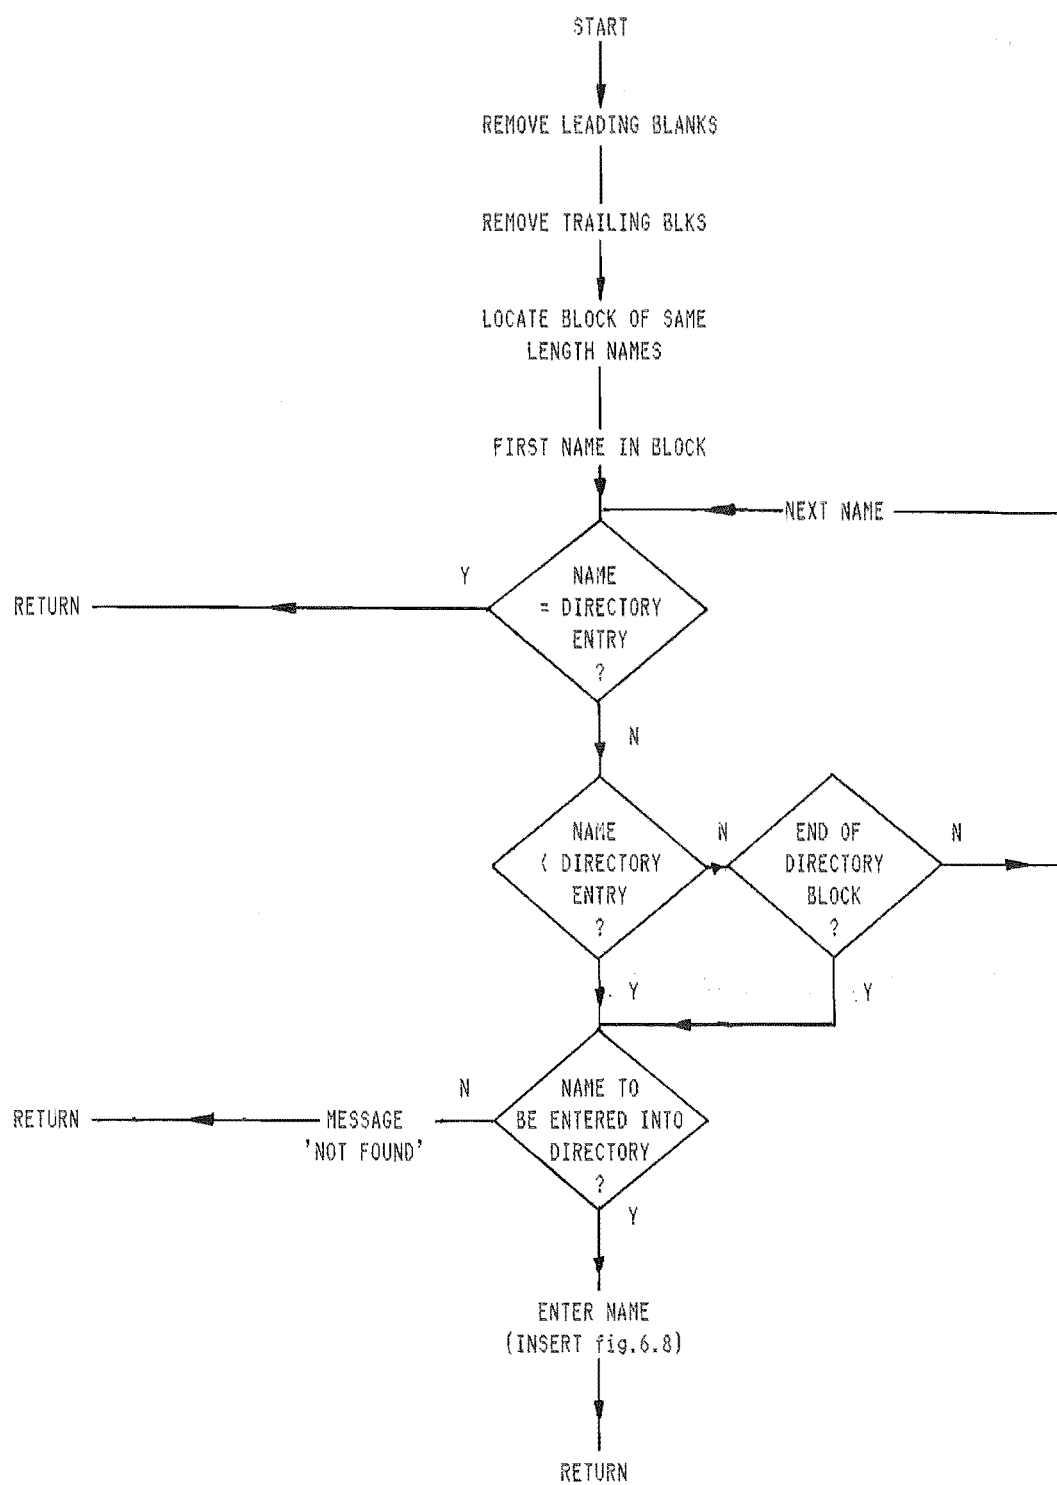 START
REMOVE LEADING BLANKS
REMOVE TRAILING BLKS
LOCATE BLOCK OF SAME
LENGTH NAMES
FIRST NAME IN BLOCK
NEXT NAME
Y
NAME
= DIRECTORY
ENTRY
?
RETURN
N
NAME
< DIRECTORY
ENTRY
?
N
END OF
DIRECTORY
BLOCK
?
N
Y
Y
N
NAME TO
BE ENTERED INTO
DIRECTORY
?
RETURN
MESSAGE
'NOT FOUND'
Y
ENTER NAME
(INSERT fig.6.8)
RETURN